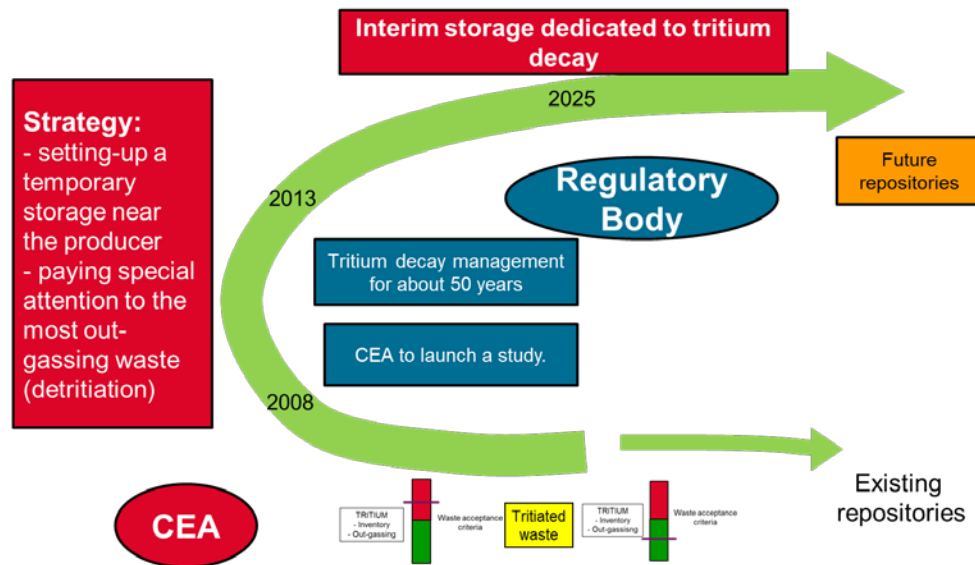 Interim storage dedicated to tritium
decay
2025
Strategy:
- setting-up a
temporary
storage near
the producer
- paying special
attention to the
most out-
gassing waste
(detritiation)
2013
Regulatory
Body
Future
repositories
Tritium decay management
for about 50 years
CEA to launch a study.
2008
Existing
repositories
CEA
TRITIUM
- Inventory
- Out-gassing
Waste acceptance
criteria
Tritiated
waste
TRITIUM
- Inventory
- Out-gassisng
Waste acceptance
criteria